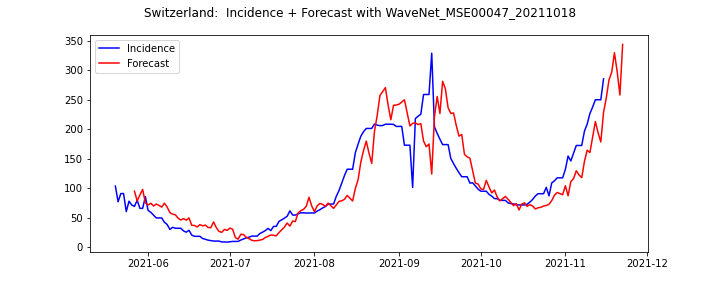 Switzerland:  Incidence + Forecast with WaveNet_MSE00047_20211018
Incidence
Forecast
350
300
250
200
150
100
50
0
2021-06 2021-07 2021-08 2021-09 2021-10 2021-11 2021-12